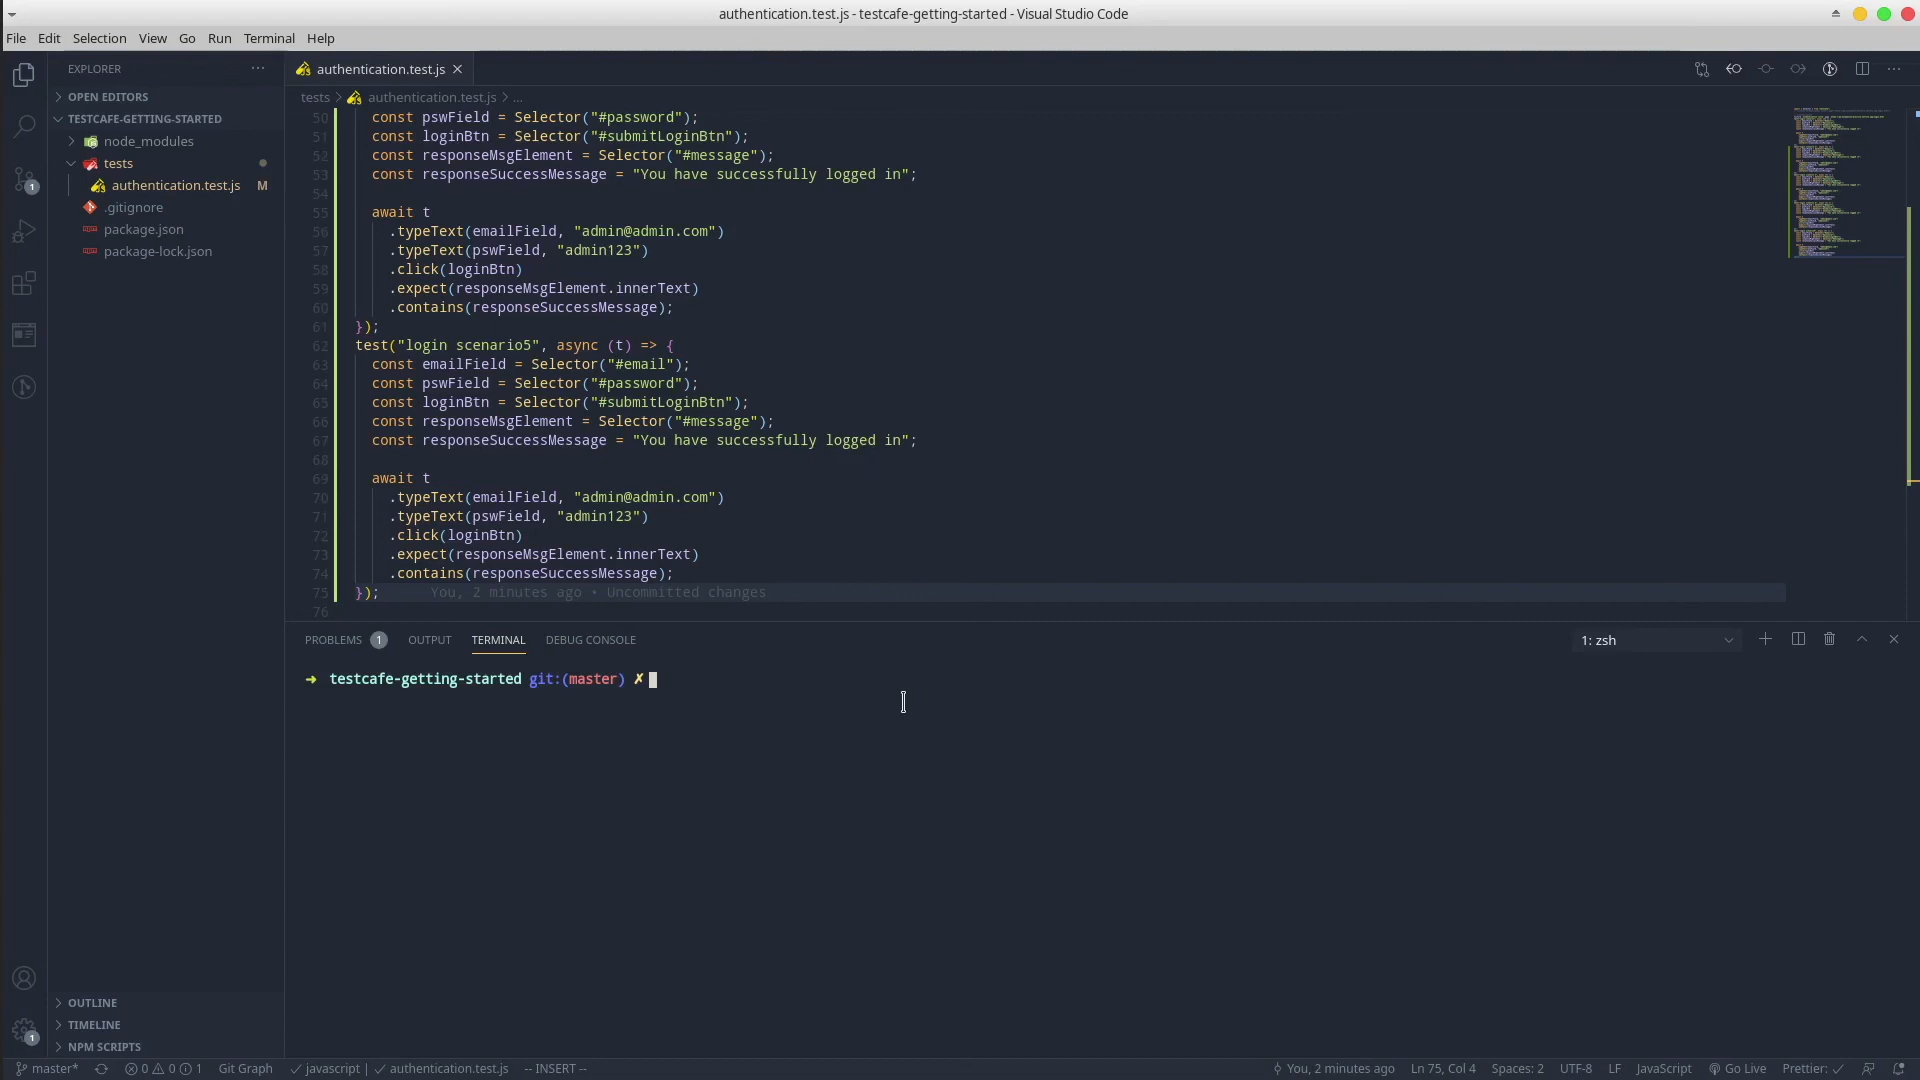 authentication.test.js - testcafe-getting-started - Visual Studio Code
File Edit Selection View Go Run Terminal Help
EXPLORER
OPEN EDITORS
TESTCAFE-GETTING-STARTED
node_modules
tests
authentication.test.js M
.gitignore
package.json
package-lock.json
OUTLINE
TIMELINE
NPM SCRIPTS
1
1
authentication.test.js
tests > authentication.test.js > ...
50 const pswField = Selector("#password");
51 const loginBtn = Selector("#submitLoginBtn");
52 const responseMsgElement = Selector("#message");
53 const responseSuccessMessage = "You have successfully logged in";
54
55 await t
56 .typeText(emailField, "admin@admin.com")
57 .typeText(pswField, "admin123")
58 .click(loginBtn)
59 .expect(responseMsgElement.innerText)
60 .contains(responseSuccessMessage);
61 });
62 test("login scenario5", async (t) => {
63 const emailField = Selector("#email");
64 const pswField = Selector("#password");
65 const loginBtn = Selector("#submitLoginBtn");
66 const responseMsgElement = Selector("#message");
67 const responseSuccessMessage = "You have successfully logged in";
68
69 await t
70 .typeText(emailField, "admin@admin.com")
71 .typeText(pswField, "admin123")
72 .click(loginBtn)
73 .expect(responseMsgElement.innerText)
74 .contains(responseSuccessMessage);
75 }); You, 2 minutes ago • Uncommitted changes
76
PROBLEMS 1 OUTPUT TERMINAL DEBUG CONSOLE 1: zsh
➜ testcafe-getting-started git:(master) ✗
master* 0 0 1 Git Graph ✓ javascript | ✓ authentication.test.js -- INSERT -- You, 2 minutes ago Ln 75, Col 4 Spaces: 2 UTF-8 LF JavaScript Go Live Prettier: ✓